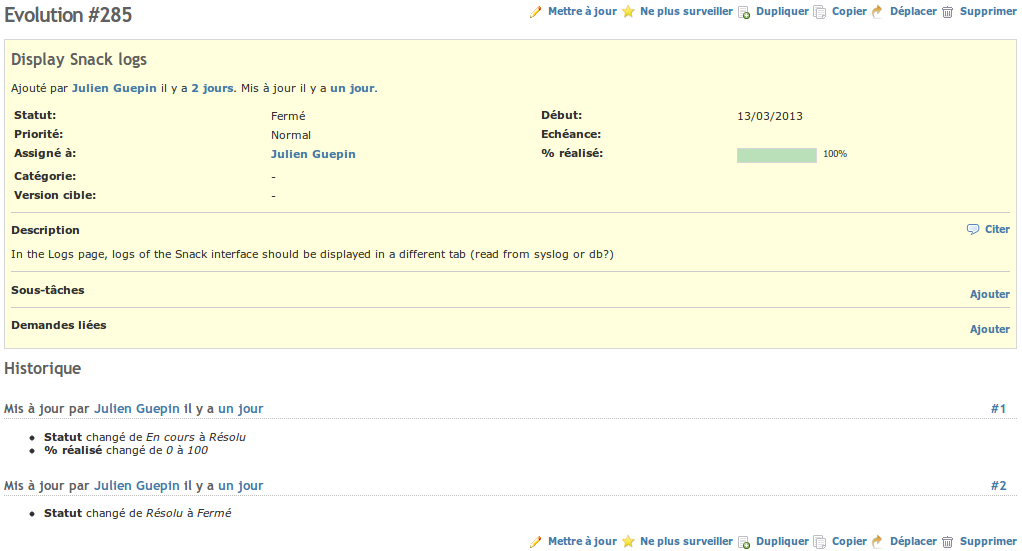 Evolution #285
Mettre à jour Ne plus surveiller Dupliquer Copier Déplacer Supprimer
Display Snack logs
Ajouté par Julien Guepin il y a 2 jours. Mis à jour il y a un jour.
Statut: Fermé Début: 13/03/2013
Priorité: Normal Echéance:
Assigné à: Julien Guepin % réalisé: 100%
Catégorie: -
Version cible: -
Description Citer
In the Logs page, logs of the Snack interface should be displayed in a different tab (read from syslog or db?)
Sous-tâches Ajouter
Demandes liées Ajouter
Historique
Mis à jour par Julien Guepin il y a un jour #1
Statut changé de En cours à Résolu
% réalisé changé de 0 à 100
Mis à jour par Julien Guepin il y a un jour #2
Statut changé de Résolu à Fermé
Mettre à jour Ne plus surveiller Dupliquer Copier Déplacer Supprimer